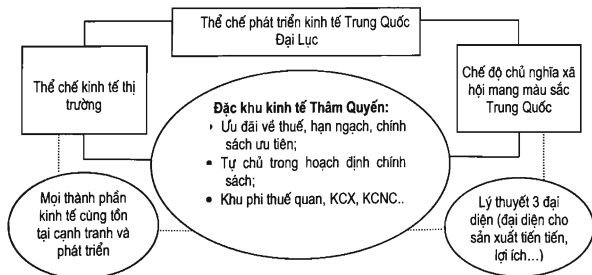 Thể chế phát triển kinh tế Trung Quốc
Đại Lục
Thể chế kinh tế thị
trường
Chế độ chủ nghĩa xã
hội mang màu sắc
Trung Quốc
Đặc khu kinh tế Thâm Quyến:
• Ưu đãi về thuế, hạn ngạch, chính
sách ưu tiên;
• Tự chủ trong hoạch định chính
sách;
• Khu phi thuế quan, KCX, KCNC..
Mọi thành phần
kinh tế cùng tồn
tại cạnh tranh và
phát triển
Lý thuyết 3 đại
diện (đại diện cho
sản xuất tiến tiến,
lợi ích...)